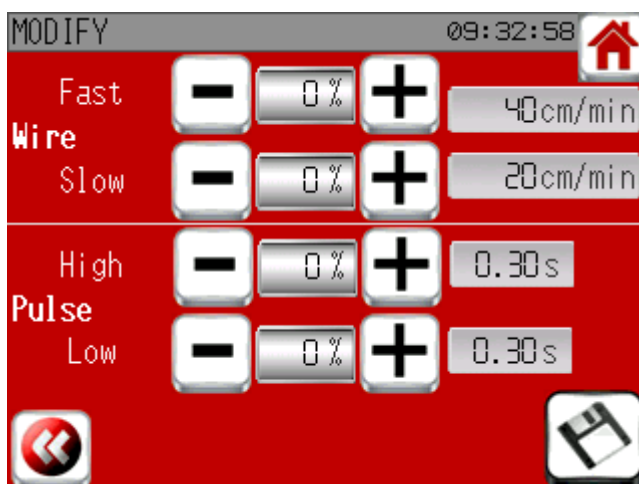 MODIFY 09:32:58
Fast 0% 40cm/min
Wire
Slow 0% 20cm/min
High 0% 0.30s
Pulse
Low 0% 0.30s